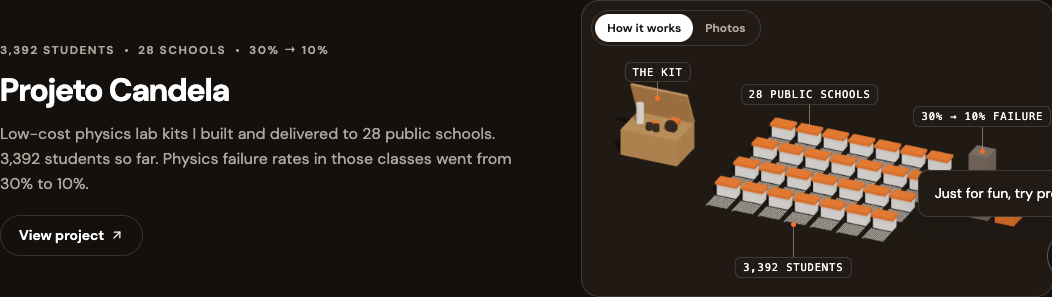 3,392 STUDENTS • 28 SCHOOLS • 30% → 10%
Projeto Candela
Low-cost physics lab kits I built and delivered to 28 public schools.
3,392 students so far. Physics failure rates in those classes went from
30% to 10%.
View project ↗
How it works
Photos
THE KIT
28 PUBLIC SCHOOLS
30% → 10% FAILURE
Just for fun, try
3,392 STUDENTS